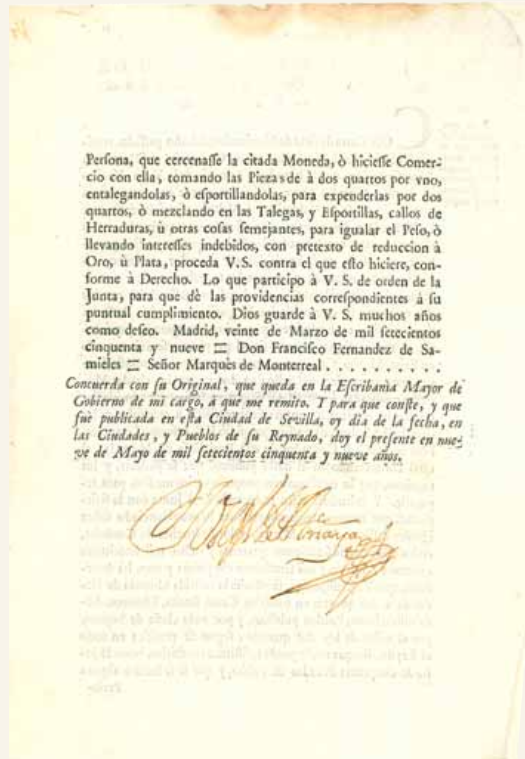 Persona, que cercenasse la citada Moneda, ò hiciesse Comer-
cio con ella, tomando las Piezas de à dos quartos por vno,
entalegandolas, ò esportillandolas, para expenderlas por dos
quartos, ò mezclando en las Talegas, y Esportillas, callos de
Herraduras, ù otras cosas semejantes, para igualar el Peso, ò
llevando interesses indebidos, con pretexto de reduccion à
Oro, ù Plata, proceda V.S. contra el que esto hiciere, con-
forme à Derecho. Lo que participo à V. S. de orden de la
Junta, para que dè las providencias correspondientes à su
puntual cumplimiento. Dios guarde à V. S. muchos años
como deseo. Madrid, veinte de Marzo de mil setecientos
cinquenta y nueve = Don Francisco Fernandez de Sa-
mieles = Señor Marquès de Monterreal . . . . . . . . . .
Concuerda con su Original, que queda en la Escribania Mayor de
Gobierno de mi cargo, à que me remito. Y para que conste, y que
fuè publicada en esta Ciudad de Sevilla, oy dia de la fecha, en
las Ciudades, y Pueblos de su Reynado, doy el presente en nue-
ve de Mayo de mil setecientos cinquenta y nueve años.